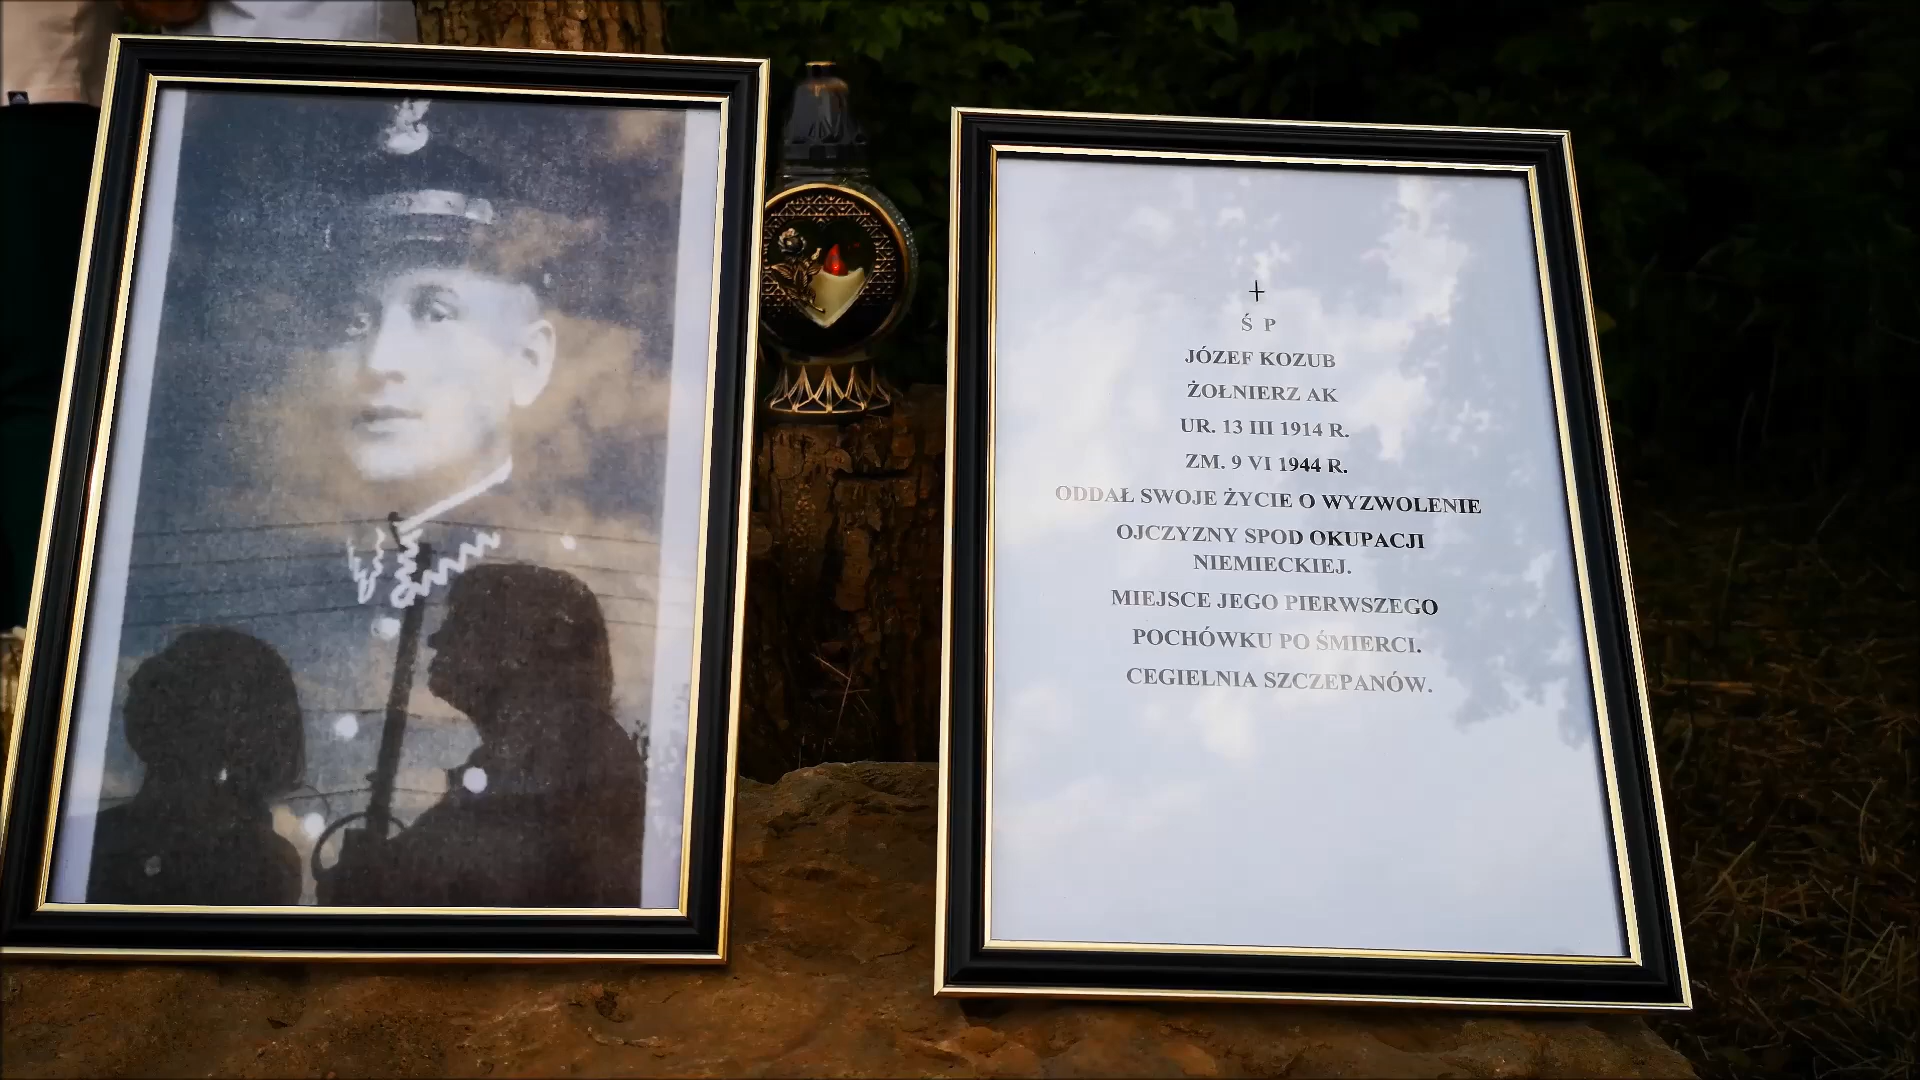 Ś P
JÓZEF KOZUB
ŻOŁNIERZ AK
UR. 13 III 1914 R.
ZM. 9 VI 1944 R.
ODDAŁ SWOJE ŻYCIE O WYZWOLENIE
OJCZYZNY SPOD OKUPACJI
NIEMIECKIEJ.
MIEJSCE JEGO PIERWSZEGO
POCHÓWKU PO ŚMIERCI.
CEGIELNIA SZCZEPANÓW.